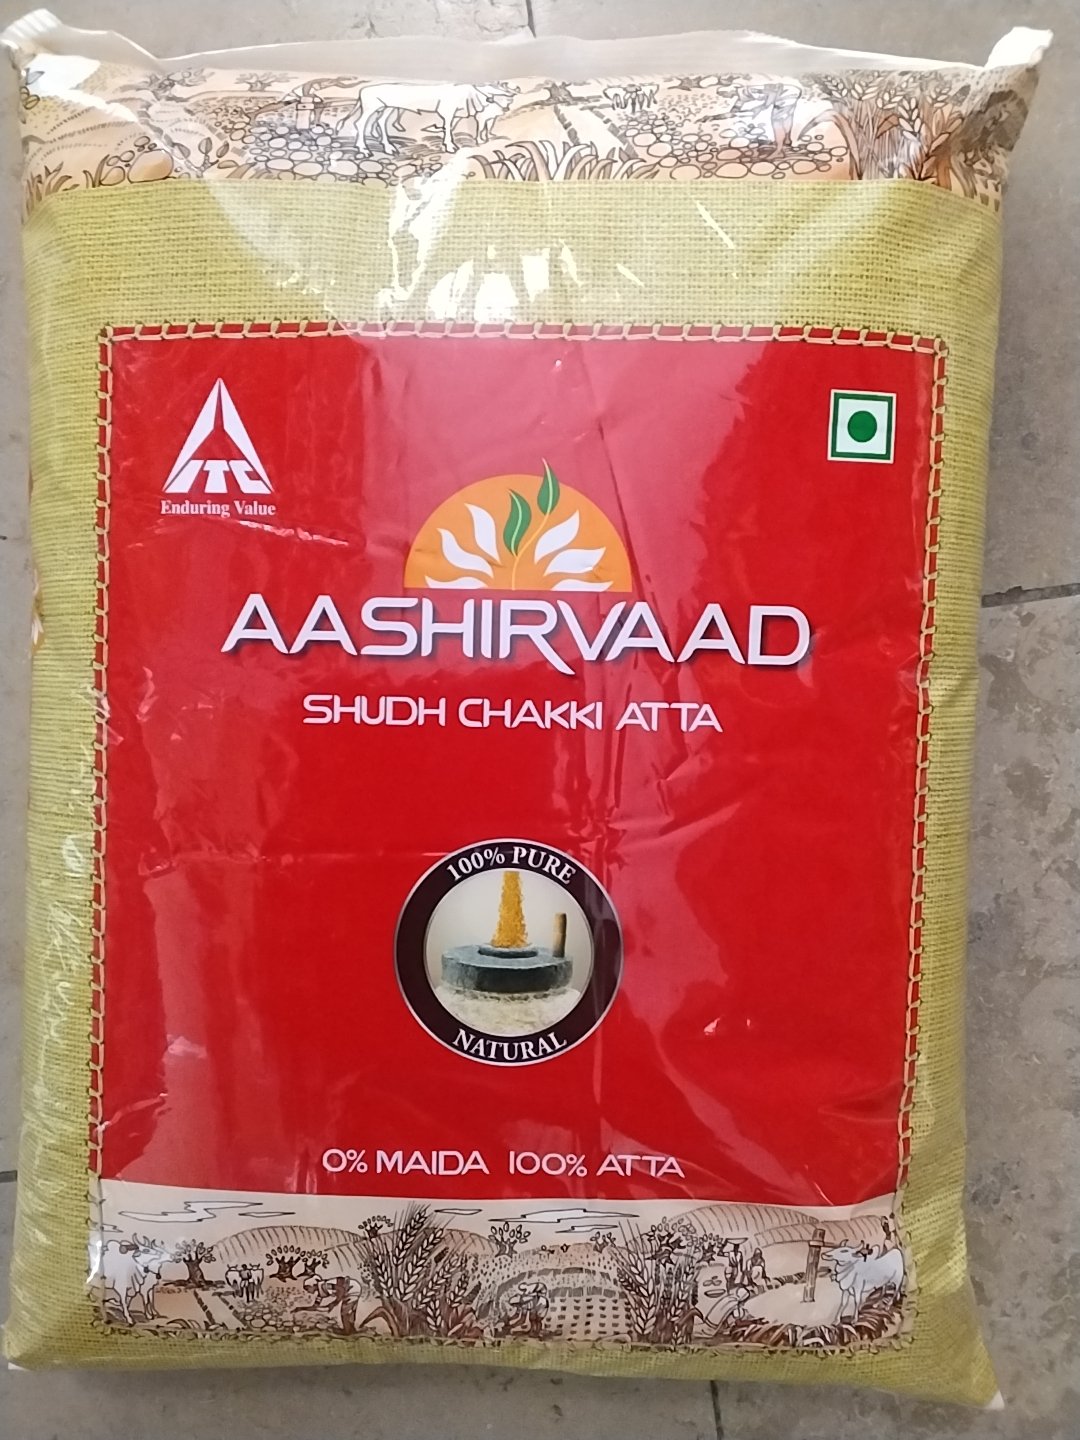 ITC
Enduring Value
AASHIRVAAD
SHUDH CHAKKI ATTA
100% PURE
NATURAL
0% MAIDA 100% ATTA